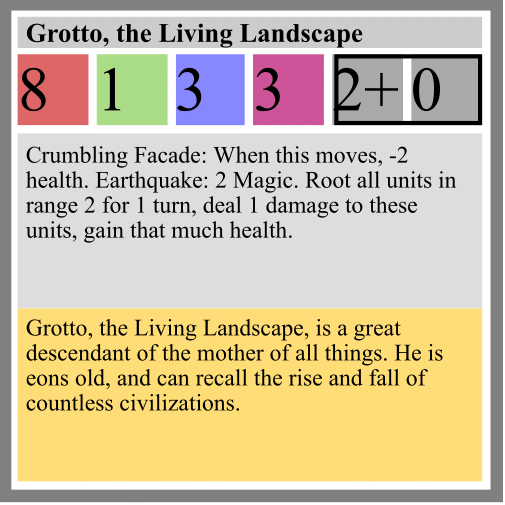 Grotto, the Living Landscape
8 1 3 3 2+ 0
Crumbling Facade: When this moves, -2
health. Earthquake: 2 Magic. Root all units in
range 2 for 1 turn, deal 1 damage to these
units, gain that much health.
Grotto, the Living Landscape, is a great
descendant of the mother of all things. He is
eons old, and can recall the rise and fall of
countless civilizations.